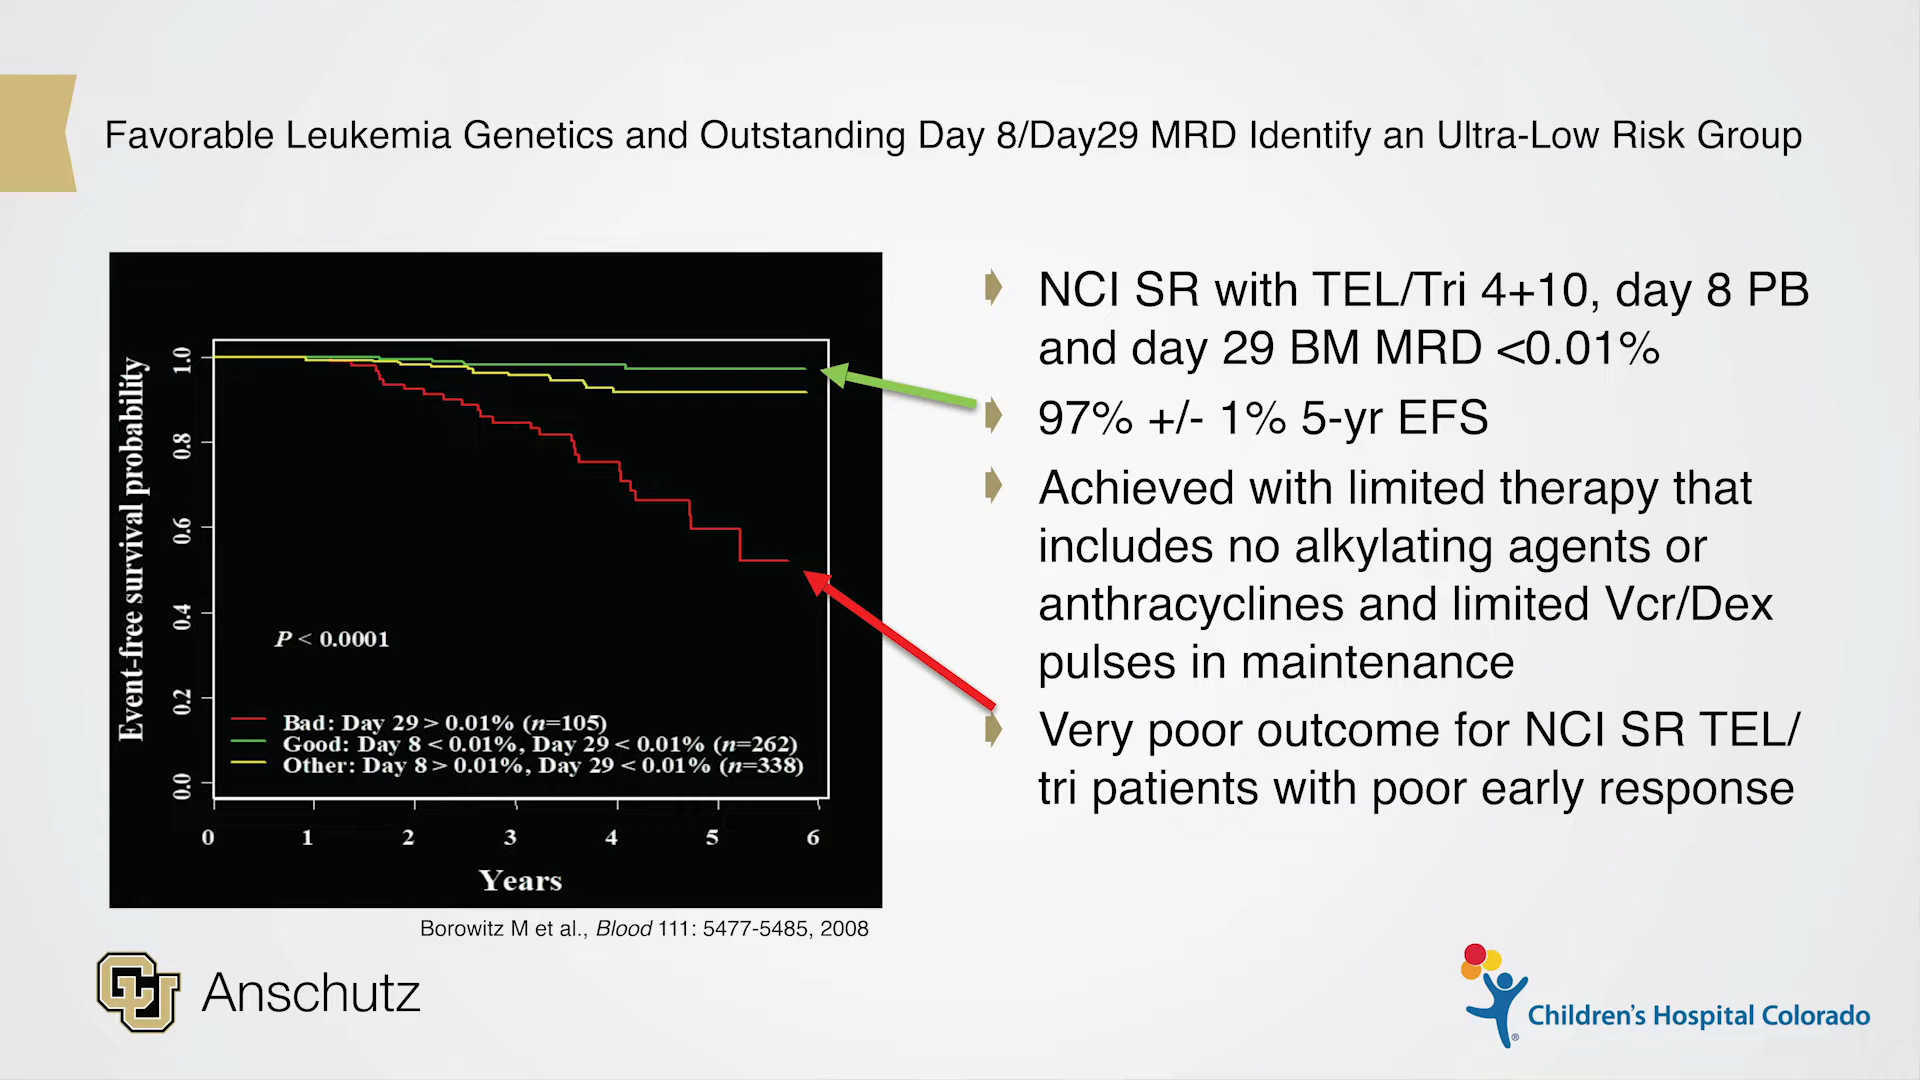 Favorable Leukemia Genetics and Outstanding Day 8/Day29 MRD Identify an Ultra-Low Risk Group
Event-free survival probability
1.0
0.8
0.6
0.4
0.2
0.0
P < 0.0001
Bad: Day 29 > 0.01% (n=105)
Good: Day 8 < 0.01%, Day 29 < 0.01% (n=262)
Other: Day 8 > 0.01%, Day 29 < 0.01% (n=338)
0 1 2 3 4 5 6
Years
Borowitz M et al., Blood 111: 5477-5485, 2008
NCI SR with TEL/Tri 4+10, day 8 PB
and day 29 BM MRD <0.01%
97% +/- 1% 5-yr EFS
Achieved with limited therapy that
includes no alkylating agents or
anthracyclines and limited Vcr/Dex
pulses in maintenance
Very poor outcome for NCI SR TEL/
tri patients with poor early response
CU Anschutz
Children's Hospital Colorado
®